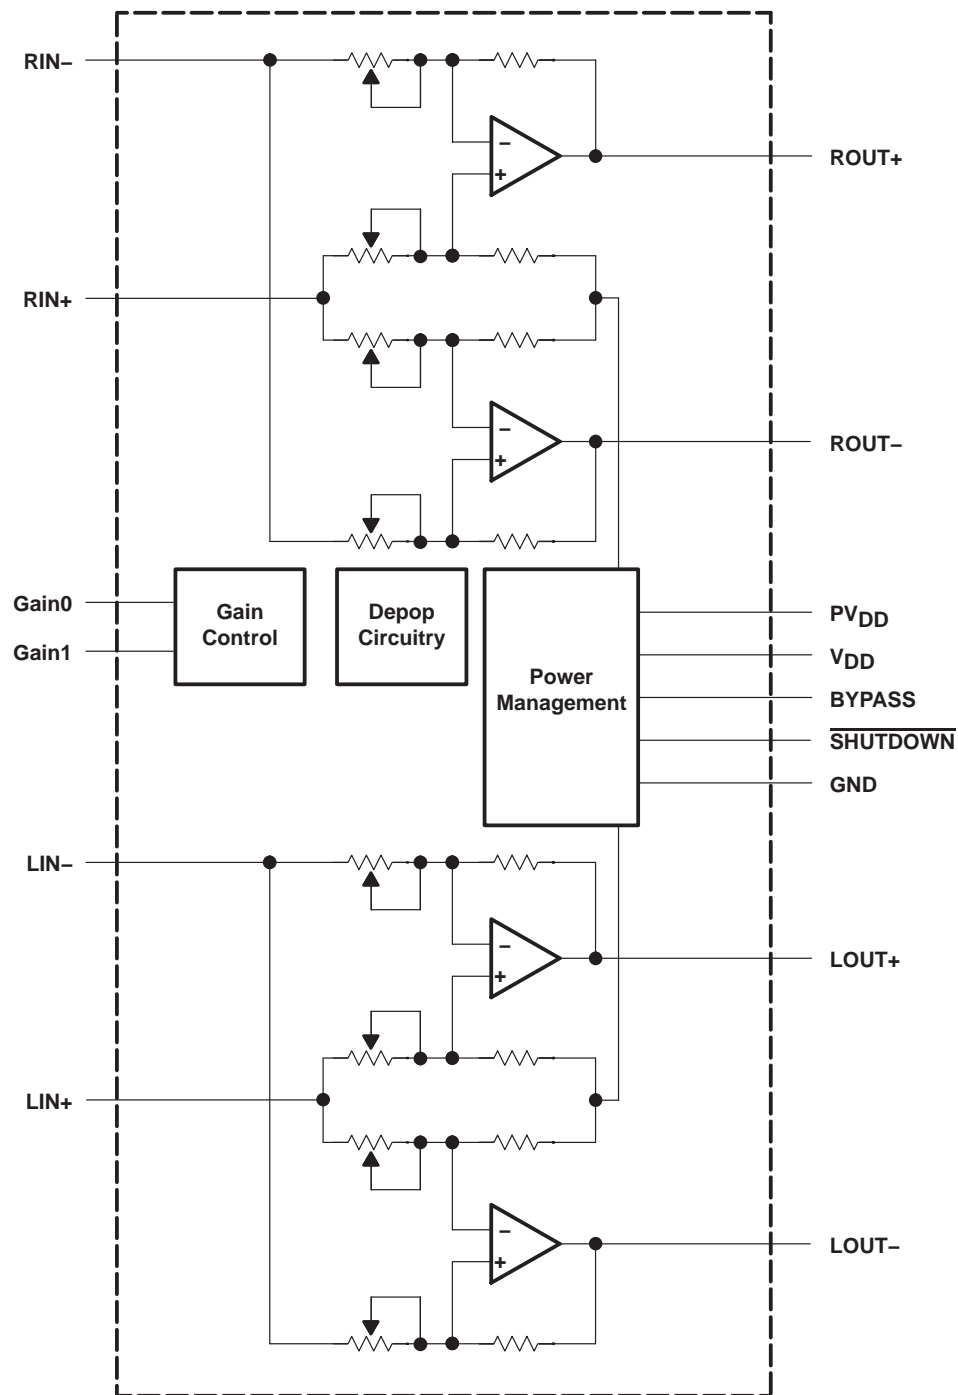 RIN–
–
+
ROUT+
RIN+
–
+
ROUT–
Gain0
Gain1
Gain
Control
Depop
Circuitry
Power
Management
PVDD
VDD
BYPASS
SHUTDOWN
GND
LIN–
–
+
LOUT+
LIN+
–
+
LOUT–